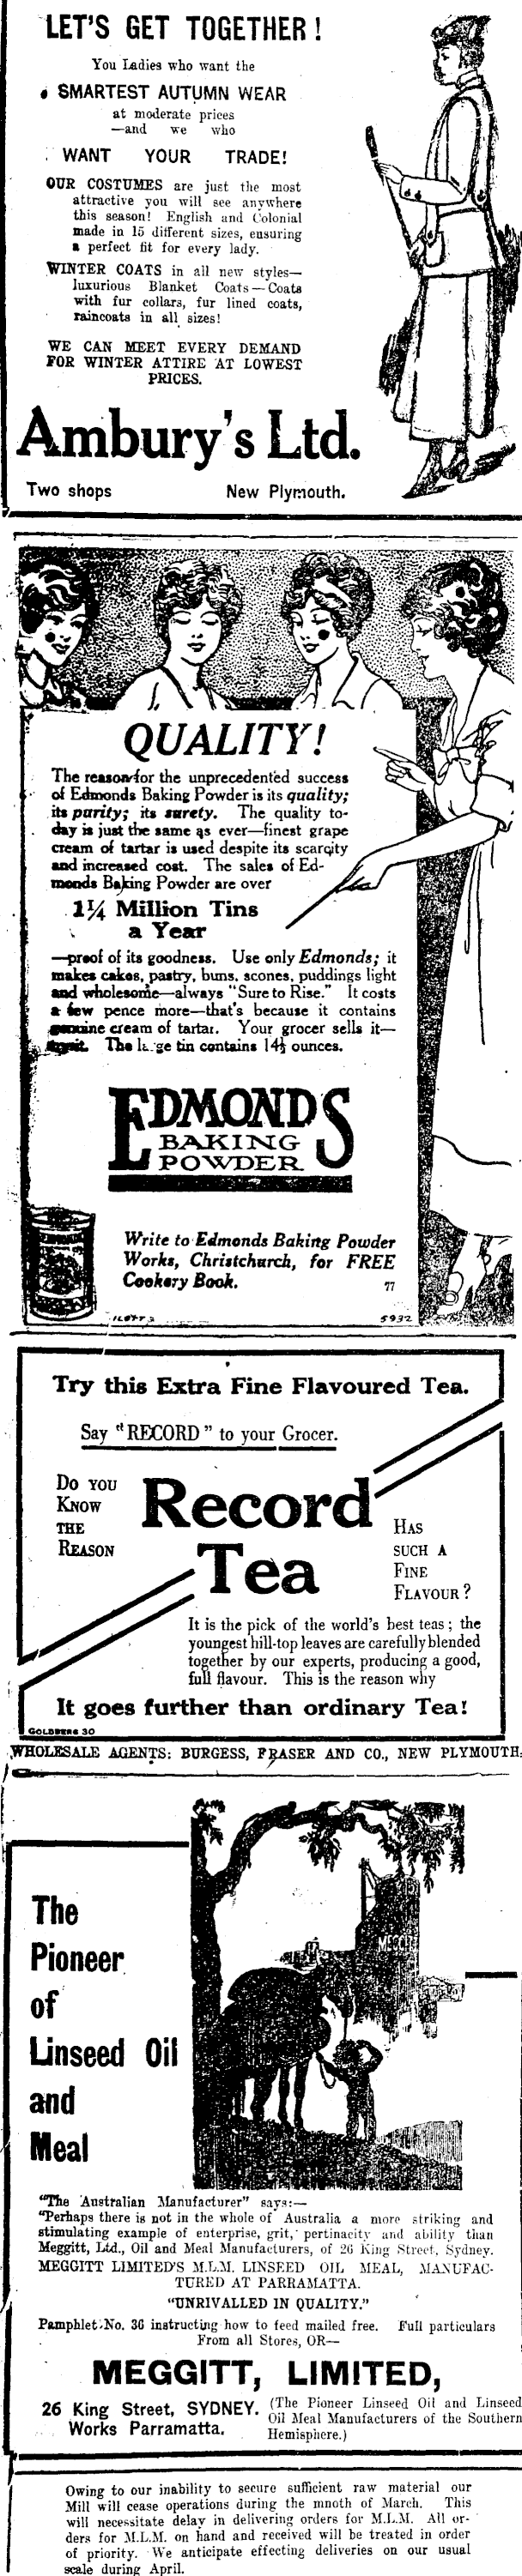 LET'S GET TOGETHER!
You Ladies who want the
SMARTEST AUTUMN WEAR
at moderate prices
—and we who
WANT YOUR TRADE!
OUR COSTUMES are just the most
attractive you will see anywhere
this season! English and Colonial
made in 15 different sizes, ensuring
a perfect fit for every lady.
WINTER COATS in all new styles—
luxurious Blanket Coats—Coats
with fur collars, fur lined coats,
raincoats in all sizes!
WE CAN MEET EVERY DEMAND
FOR WINTER ATTIRE AT LOWEST
PRICES.
Ambury's Ltd.
Two shops New Plymouth.
QUALITY!
The reason for the unprecedented success
of Edmonds Baking Powder is its quality;
its purity; its surety. The quality to-
day is just the same as ever—finest grape
cream of tartar is used despite its scarcity
and increased cost. The sales of Ed-
monds Baking Powder are over
1¼ Million Tins
a Year
—proof of its goodness. Use only Edmonds; it
makes cakes, pastry, buns, scones, puddings light
and wholesome—always "Sure to Rise." It costs
a few pence more—that's because it contains
genuine cream of tartar. Your grocer sells it—
The large tin contains 14½ ounces.
EDMONDS
BAKING
POWDER
Write to Edmonds Baking Powder
Works, Christchurch, for FREE
Cookery Book. 77
5932
Try this Extra Fine Flavoured Tea.
Say "RECORD" to your Grocer.
DO YOU
KNOW
THE
REASON
Record
Tea
HAS
SUCH A
FINE
FLAVOUR?
It is the pick of the world's best teas; the
youngest hill-top leaves are carefully blended
together by our experts, producing a good,
full flavour. This is the reason why
It goes further than ordinary Tea!
GOLDBERG 30
WHOLESALE AGENTS: BURGESS, FRASER AND CO., NEW PLYMOUTH.
MEGGITT
The
Pioneer
of
Linseed Oil
and
Meal
"The Australian Manufacturer" says:—
"Perhaps there is not in the whole of Australia a more striking and
stimulating example of enterprise, grit, pertinacity and ability than
Meggitt, Ltd., Oil and Meal Manufacturers, of 26 King Street, Sydney.
MEGGITT LIMITED'S M.L.M. LINSEED OIL MEAL, MANUFAC-
TURED AT PARRAMATTA.
"UNRIVALLED IN QUALITY."
Pamphlet No. 36 instructing how to feed mailed free. Full particulars
From all Stores, OR—
MEGGITT, LIMITED,
26 King Street, SYDNEY.
Works Parramatta.
(The Pioneer Linseed Oil and Linseed
Oil Meal Manufacturers of the Southern
Hemisphere.)
Owing to our inability to secure sufficient raw material our
Mill will cease operations during the mnoth of March. This
will necessitate delay in delivering orders for M.L.M. All or-
ders for M.L.M. on hand and received will be treated in order
of priority. We anticipate effecting deliveries on our usual
scale during April.